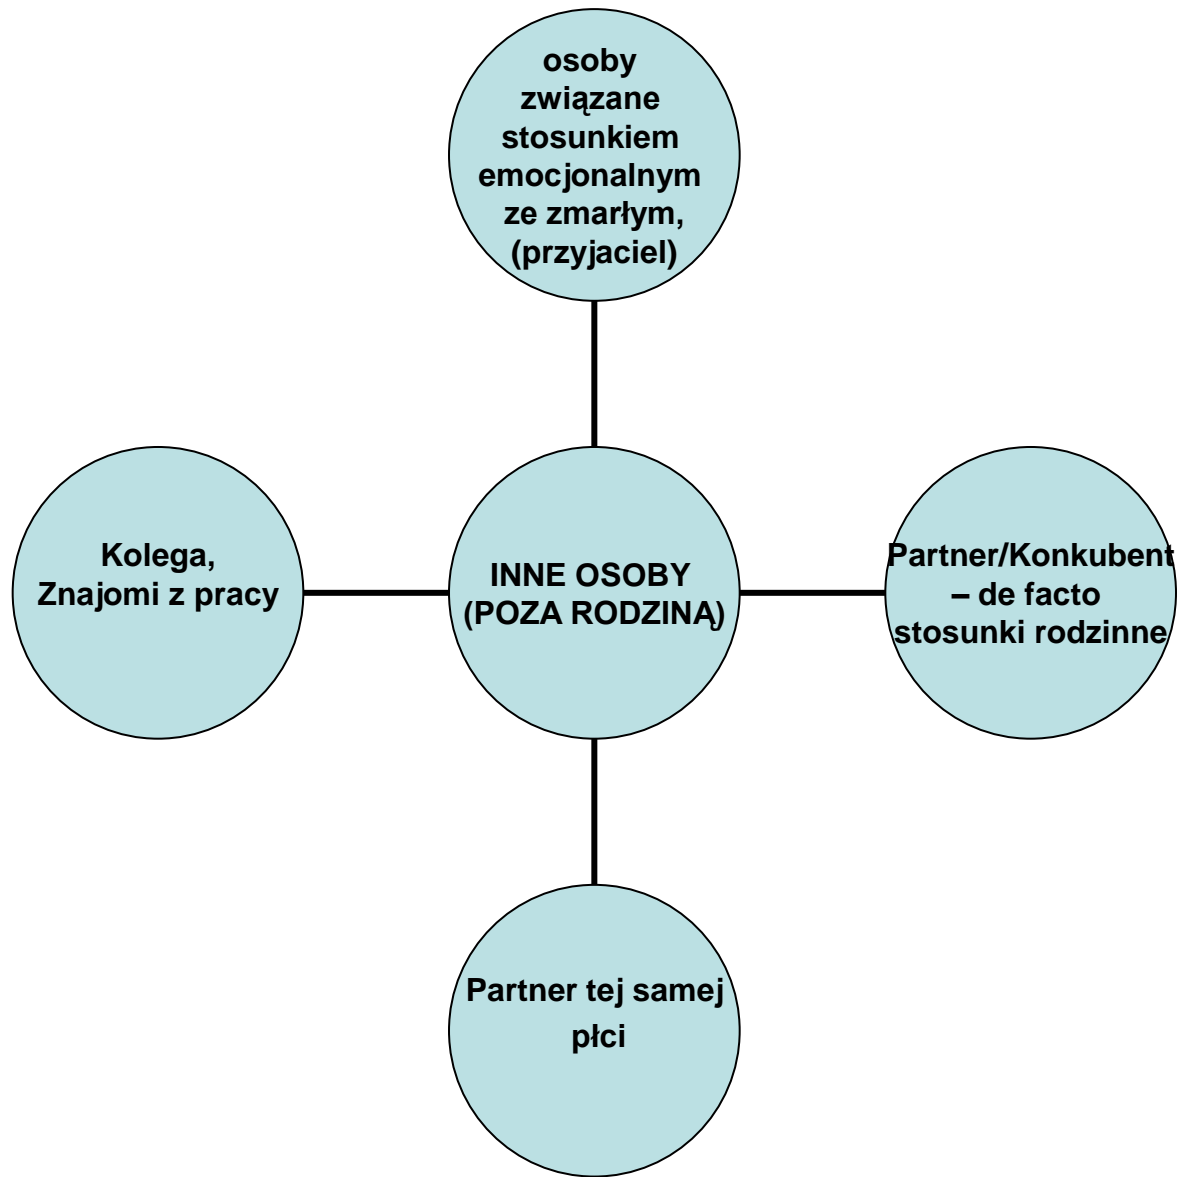 osoby
związane
stosunkiem
emocjonalnym
ze zmarłym,
(przyjaciel)
Kolega,
Znajomi z pracy
INNE OSOBY
(POZA RODZINĄ)
Partner/Konkubent
– de facto
stosunki rodzinne
Partner tej samej
płci